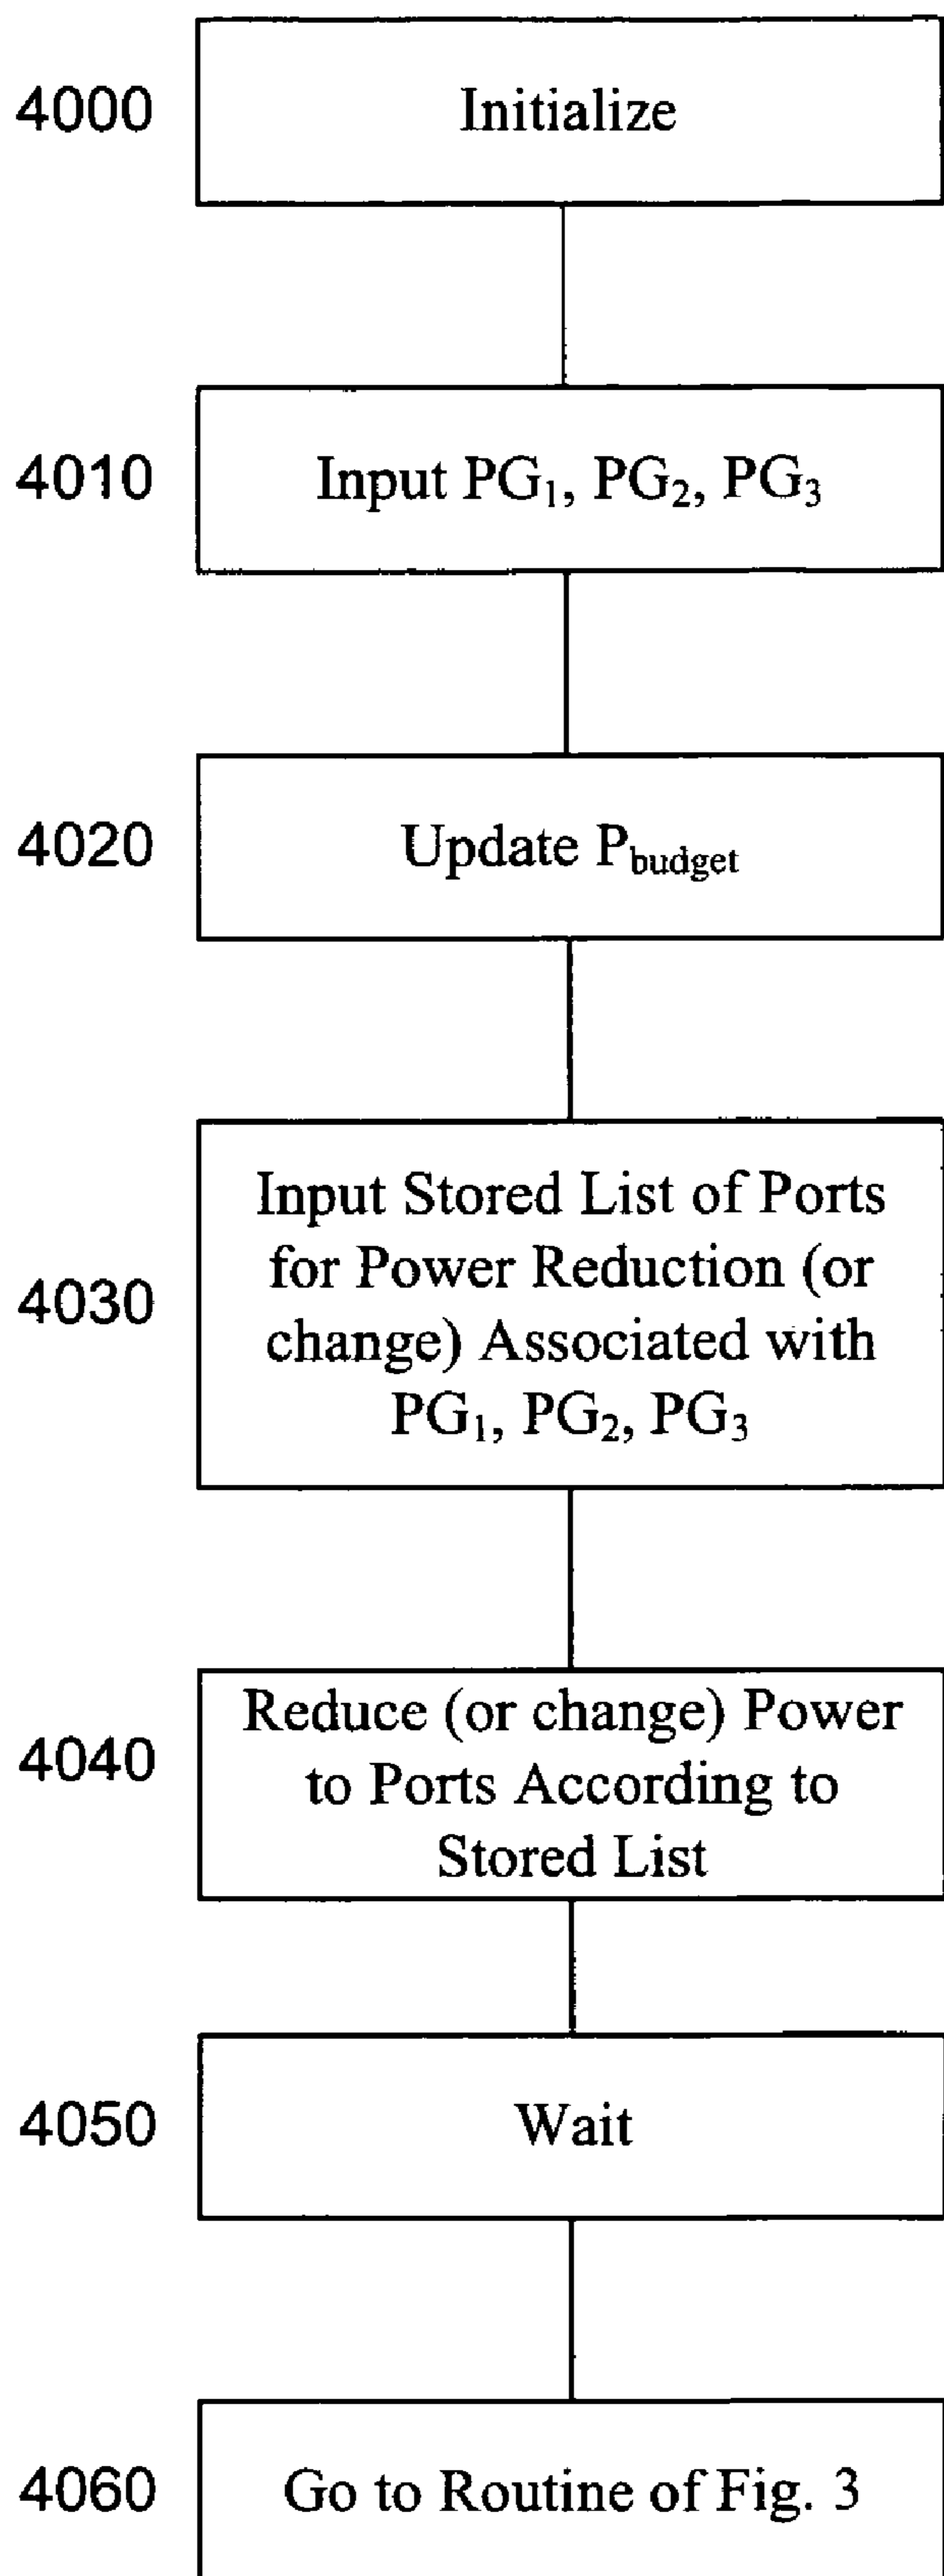 4000
Initialize
4010
Input PG₁, PG₂, PG₃
4020
Update P_budget
4030
Input Stored List of Ports
for Power Reduction (or
change) Associated with
PG₁, PG₂, PG₃
4040
Reduce (or change) Power
to Ports According to
Stored List
4050
Wait
4060
Go to Routine of Fig. 3